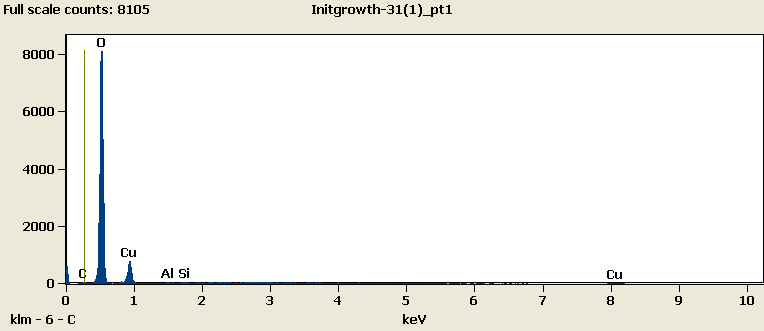 Full scale counts: 8105 Initgrowth-31(1)_pt1
O
8000
6000
4000
2000
0
C Cu Al Si Cu
0 1 2 3 4 5 6 7 8 9 10
klm - 6 - C keV